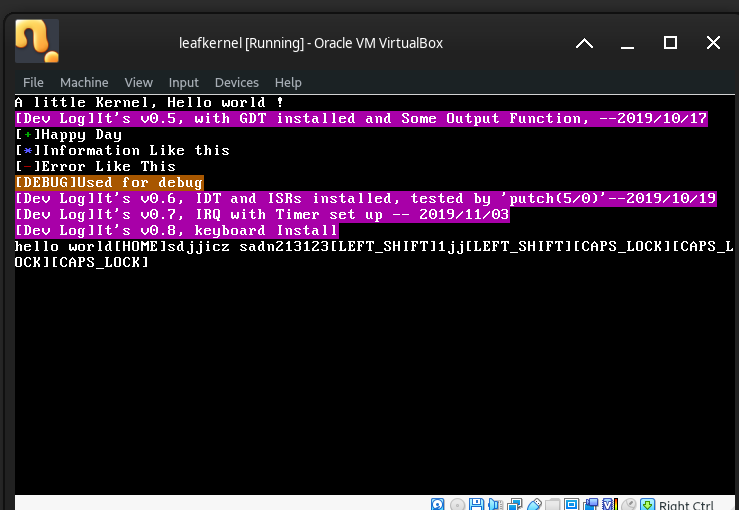 leafkernel [Running] - Oracle VM VirtualBox
File Machine View Input Devices Help
A little Kernel, Hello world !
[Dev Log]It's v0.5, with GDT installed and Some Output Function, --2019/10/17
[+]Happy Day
[*]Information Like this
[-]Error Like This
[DEBUG]Used for debug
[Dev Log]It's v0.6, IDT and ISRs installed, tested by 'putch(5/0)'--2019/10/19
[Dev Log]It's v0.7, IRQ with Timer set up -- 2019/11/03
[Dev Log]It's v0.8, keyboard Install
hello world[HOME]sdjjicz sadn213123[LEFT_SHIFT]1jj[LEFT_SHIFT][CAPS_LOCK][CAPS_L
OCK][CAPS_LOCK]
Right Ctrl